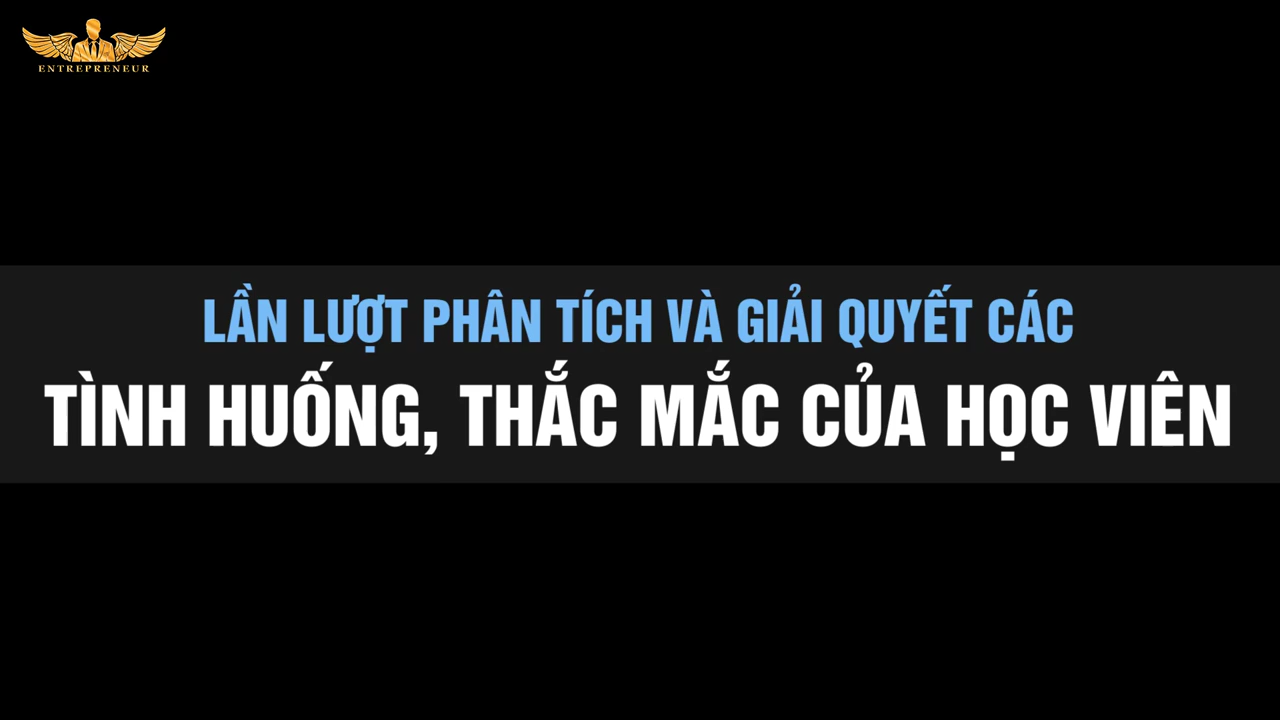 ENTREPRENEUR
LẦN LƯỢT PHÂN TÍCH VÀ GIẢI QUYẾT CÁC
TÌNH HUỐNG, THẮC MẮC CỦA HỌC VIÊN